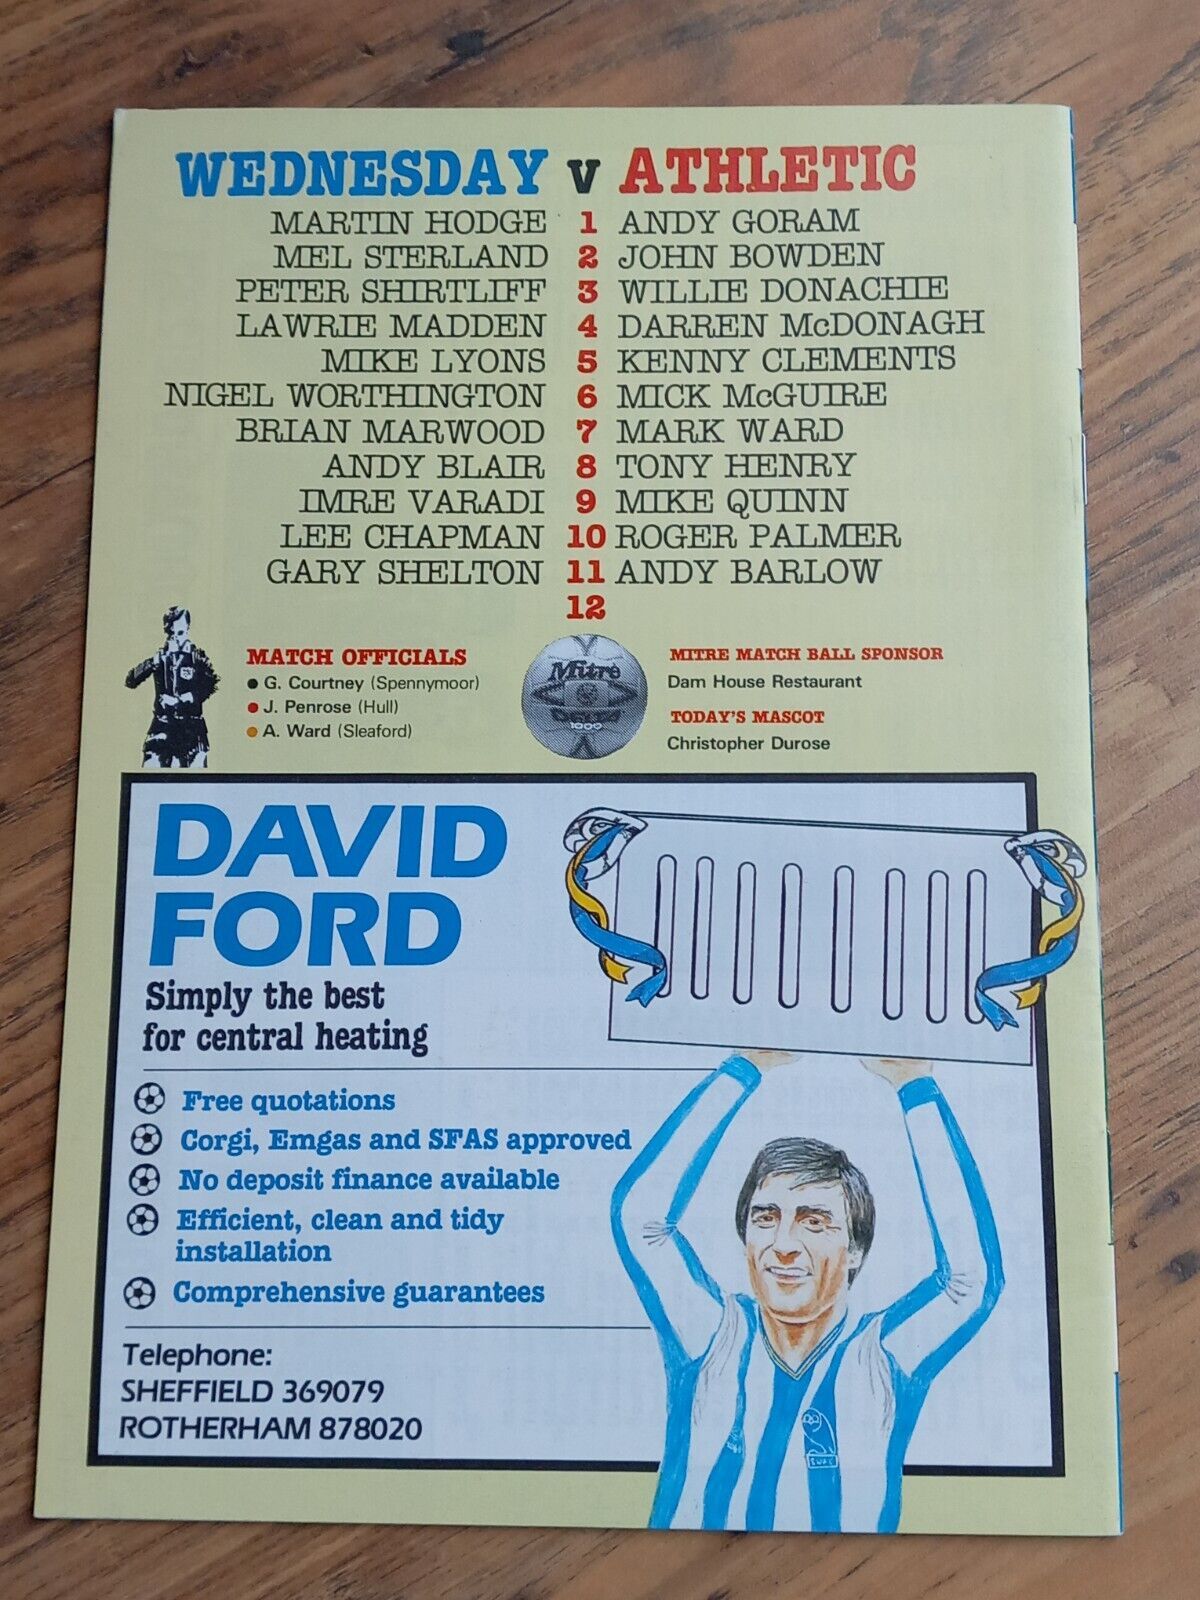 WEDNESDAY v ATHLETIC
MARTIN HODGE 1 ANDY GORAM
MEL STERLAND 2 JOHN BOWDEN
PETER SHIRTLIFF 3 WILLIE DONACHIE
LAWRIE MADDEN 4 DARREN McDONAGH
MIKE LYONS 5 KENNY CLEMENTS
NIGEL WORTHINGTON 6 MICK McGUIRE
BRIAN MARWOOD 7 MARK WARD
ANDY BLAIR 8 TONY HENRY
IMRE VARADI 9 MIKE QUINN
LEE CHAPMAN 10 ROGER PALMER
GARY SHELTON 11 ANDY BARLOW
12
MATCH OFFICIALS
G. Courtney (Spennymoor)
J. Penrose (Hull)
A. Ward (Sleaford)
Mitre
DELTA
1000
MITRE MATCH BALL SPONSOR
Dam House Restaurant
TODAY'S MASCOT
Christopher Durose
DAVID
FORD
Simply the best
for central heating
Free quotations
Corgi, Emgas and SFAS approved
No deposit finance available
Efficient, clean and tidy
installation
Comprehensive guarantees
Telephone:
SHEFFIELD 369079
ROTHERHAM 878020
S.W.F.C.